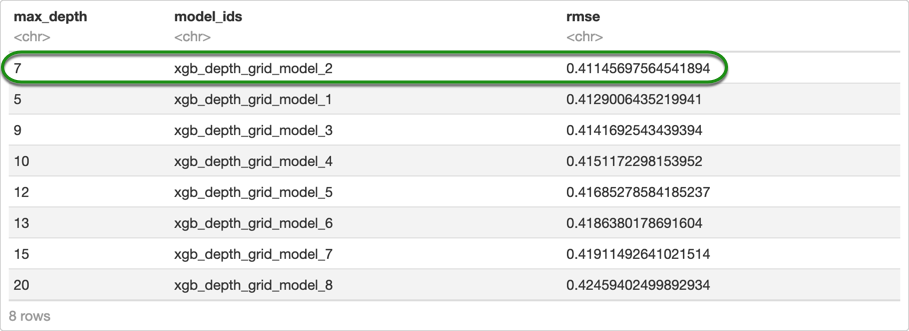 max_depth model_ids rmse
<chr> <chr> <chr>
7 xgb_depth_grid_model_2 0.41145697564541894
5 xgb_depth_grid_model_1 0.4129006435219941
9 xgb_depth_grid_model_3 0.4141692543439394
10 xgb_depth_grid_model_4 0.4151172298153952
12 xgb_depth_grid_model_5 0.41685278584185237
13 xgb_depth_grid_model_6 0.4186380178691604
15 xgb_depth_grid_model_7 0.41911492641021514
20 xgb_depth_grid_model_8 0.42459402499892934
8 rows